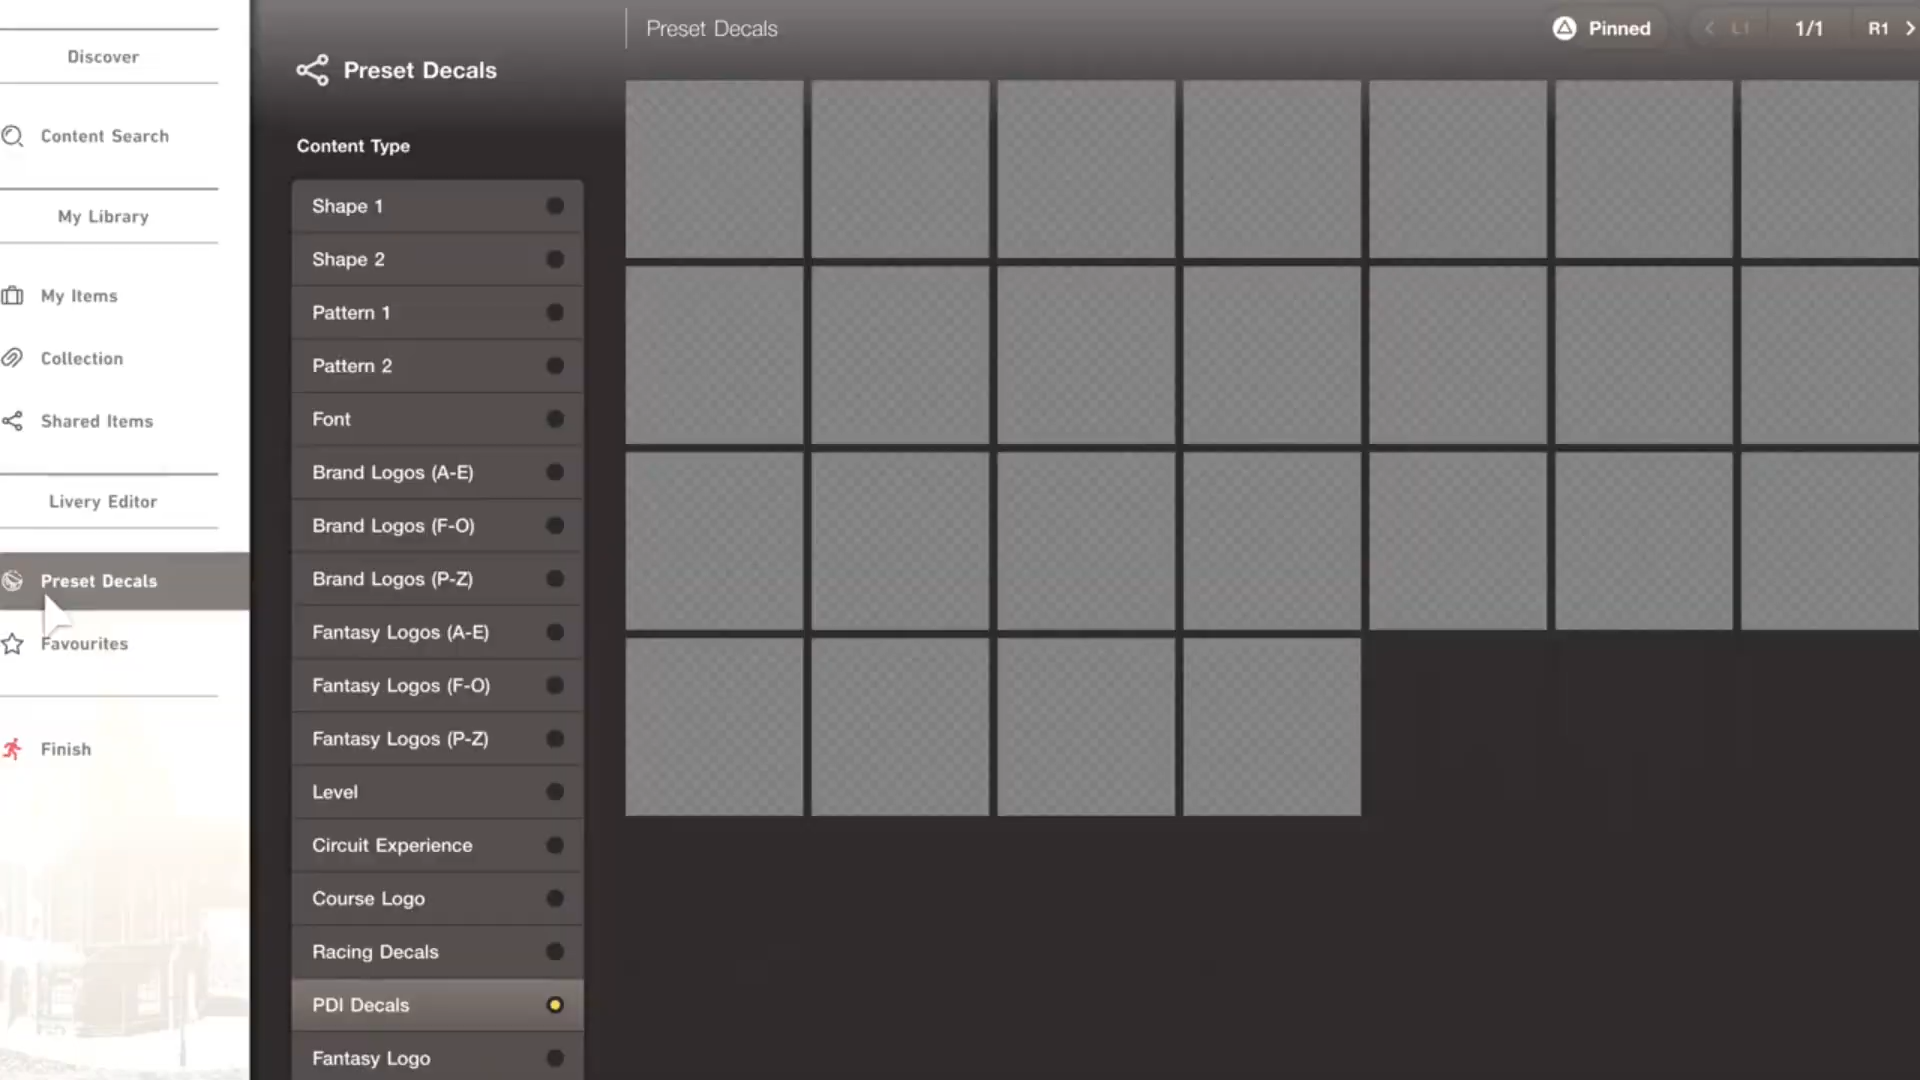 Discover
Content Search
My Library
My Items
Collection
Shared Items
Livery Editor
Preset Decals
Favourites
Finish
Preset Decals
Content Type
Shape 1
Shape 2
Pattern 1
Pattern 2
Font
Brand Logos (A-E)
Brand Logos (F-O)
Brand Logos (P-Z)
Fantasy Logos (A-E)
Fantasy Logos (F-O)
Fantasy Logos (P-Z)
Level
Circuit Experience
Course Logo
Racing Decals
PDI Decals
Fantasy Logo
Preset Decals
Pinned L1 1/1 R1